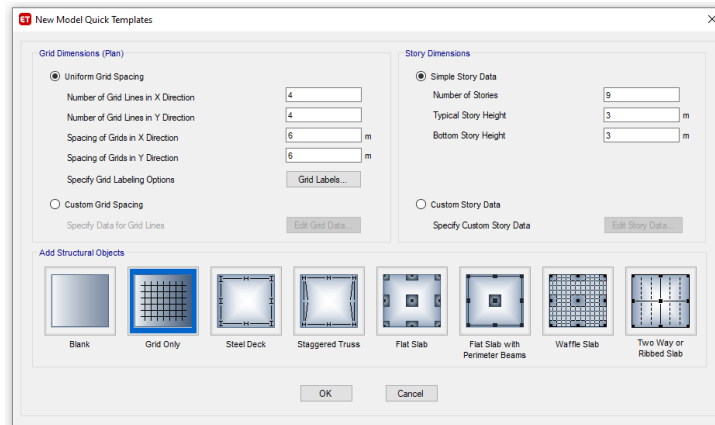 ET New Model Quick Templates
Grid Dimensions (Plan)
Uniform Grid Spacing
Number of Grid Lines in X Direction 4
Number of Grid Lines in Y Direction 4
Spacing of Grids in X Direction 6 m
Spacing of Grids in Y Direction 6 m
Specify Grid Labeling Options Grid Labels...
Custom Grid Spacing
Specify Data for Grid Lines Edit Grid Data...
Story Dimensions
Simple Story Data
Number of Stories 9
Typical Story Height 3 m
Bottom Story Height 3 m
Custom Story Data
Specify Custom Story Data Edit Story Data...
Add Structural Objects
Blank
Grid Only
Steel Deck
Staggered Truss
Flat Slab
Flat Slab with
Perimeter Beams
Waffle Slab
Two Way or
Ribbed Slab
OK Cancel